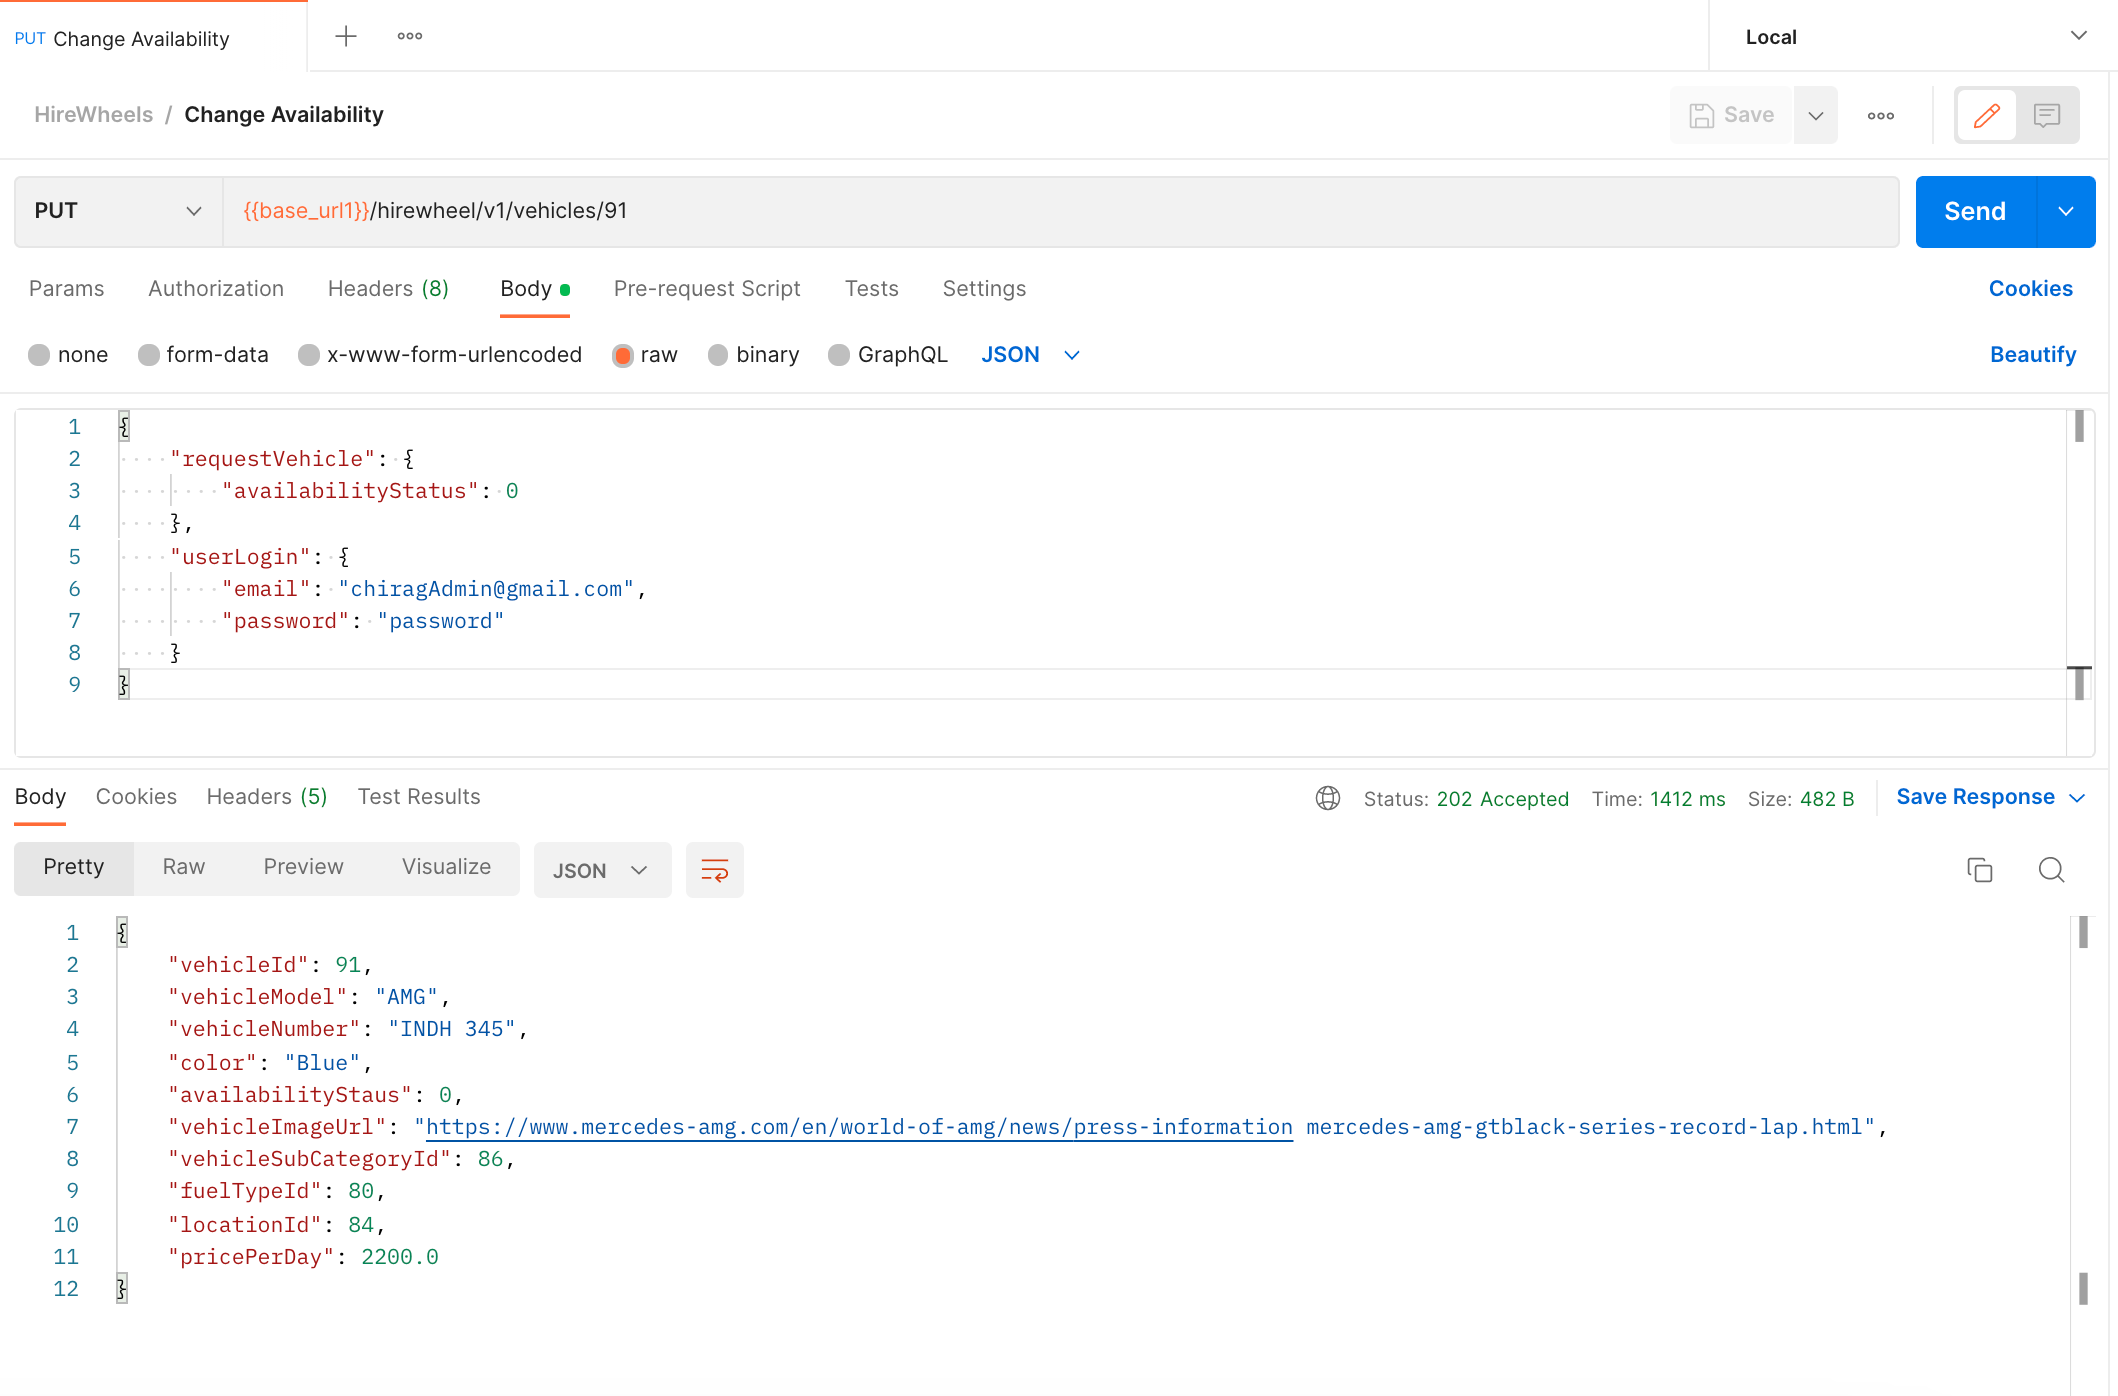 PUT Change Availability
Local
HireWheels / Change Availability
Save
PUT
{{base_url1}}/hirewheel/v1/vehicles/91
Send
Params Authorization Headers (8) Body Pre-request Script Tests Settings Cookies
none form-data x-www-form-urlencoded raw binary GraphQL JSON Beautify
1 {
2 "requestVehicle": {
3 "availabilityStatus": 0
4 },
5 "userLogin": {
6 "email": "chiragAdmin@gmail.com",
7 "password": "password"
8 }
9 }
Body Cookies Headers (5) Test Results Status: 202 Accepted Time: 1412 ms Size: 482 B Save Response
Pretty Raw Preview Visualize JSON
1 {
2 "vehicleId": 91,
3 "vehicleModel": "AMG",
4 "vehicleNumber": "INDH 345",
5 "color": "Blue",
6 "availabilityStaus": 0,
7 "vehicleImageUrl": "https://www.mercedes-amg.com/en/world-of-amg/news/press-information mercedes-amg-gtblack-series-record-lap.html",
8 "vehicleSubCategoryId": 86,
9 "fuelTypeId": 80,
10 "locationId": 84,
11 "pricePerDay": 2200.0
12 }